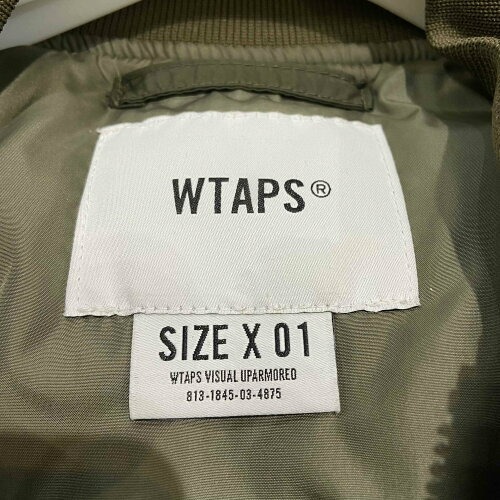 WTAPS®
SIZE X 01
WTAPS VISUAL UPARMORED
813-1845-03-4875